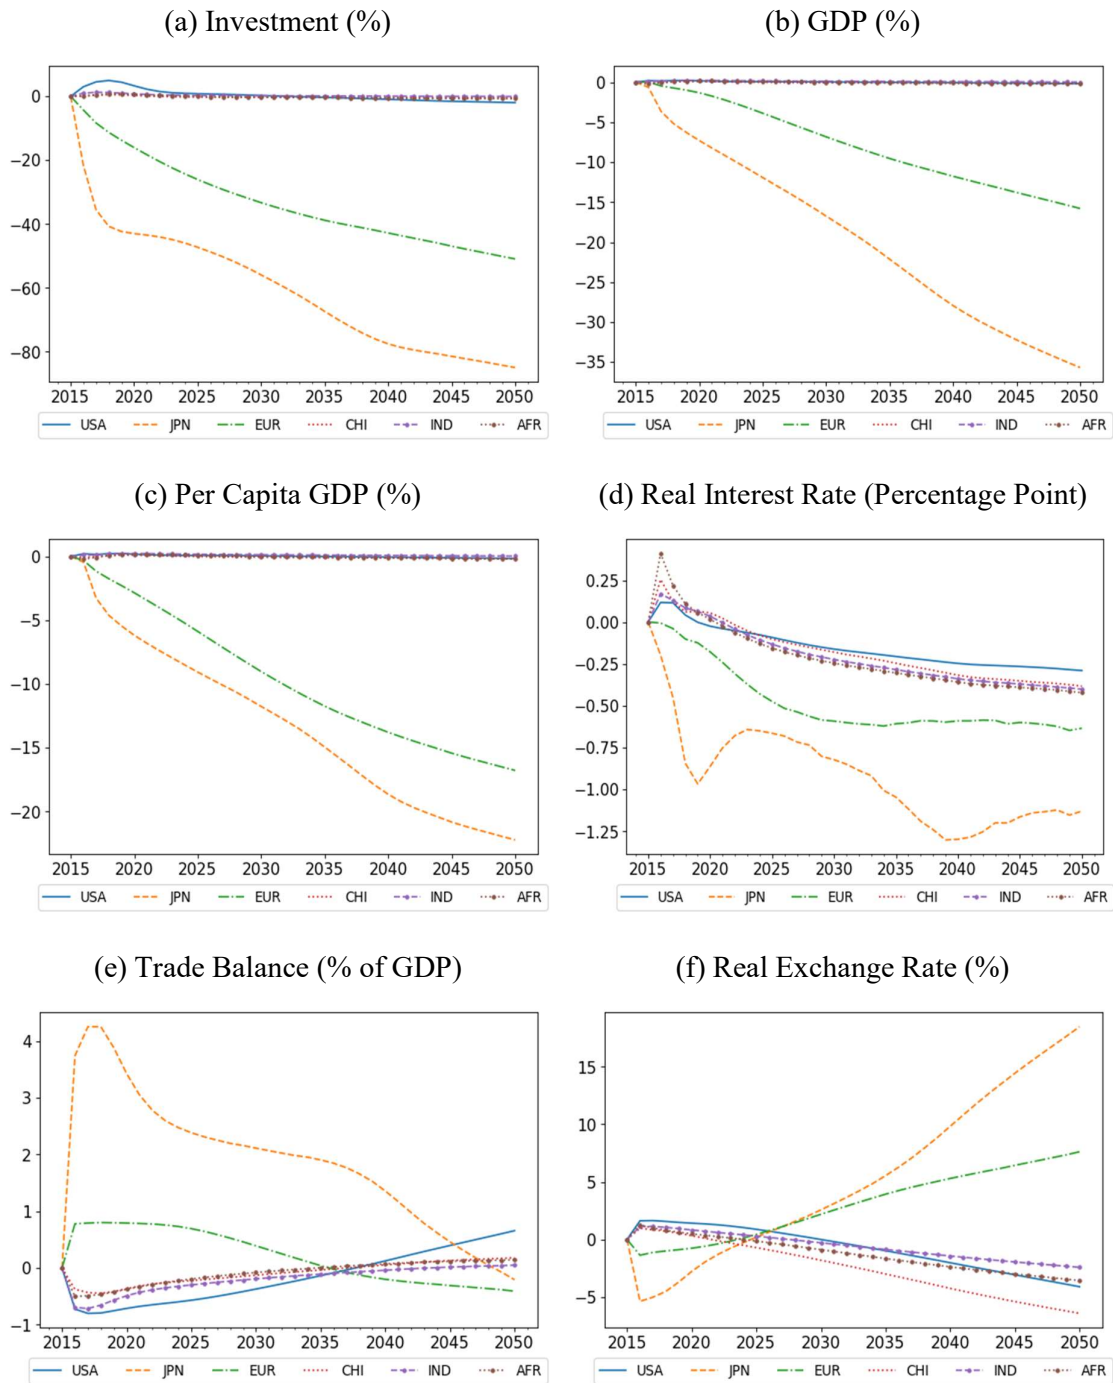 (a) Investment (%)
(b) GDP (%)
0
−20
−40
−60
−80
2015 2020 2025 2030 2035 2040 2045 2050
USA JPN EUR CHI IND AFR
0
−5
−10
−15
−20
−25
−30
−35
2015 2020 2025 2030 2035 2040 2045 2050
USA JPN EUR CHI IND AFR
(c) Per Capita GDP (%)
(d) Real Interest Rate (Percentage Point)
0
−5
−10
−15
−20
2015 2020 2025 2030 2035 2040 2045 2050
USA JPN EUR CHI IND AFR
0.25
0.00
−0.25
−0.50
−0.75
−1.00
−1.25
2015 2020 2025 2030 2035 2040 2045 2050
USA JPN EUR CHI IND AFR
(e) Trade Balance (% of GDP)
(f) Real Exchange Rate (%)
4
3
2
1
0
−1
2015 2020 2025 2030 2035 2040 2045 2050
USA JPN EUR CHI IND AFR
15
10
5
0
−5
2015 2020 2025 2030 2035 2040 2045 2050
USA JPN EUR CHI IND AFR